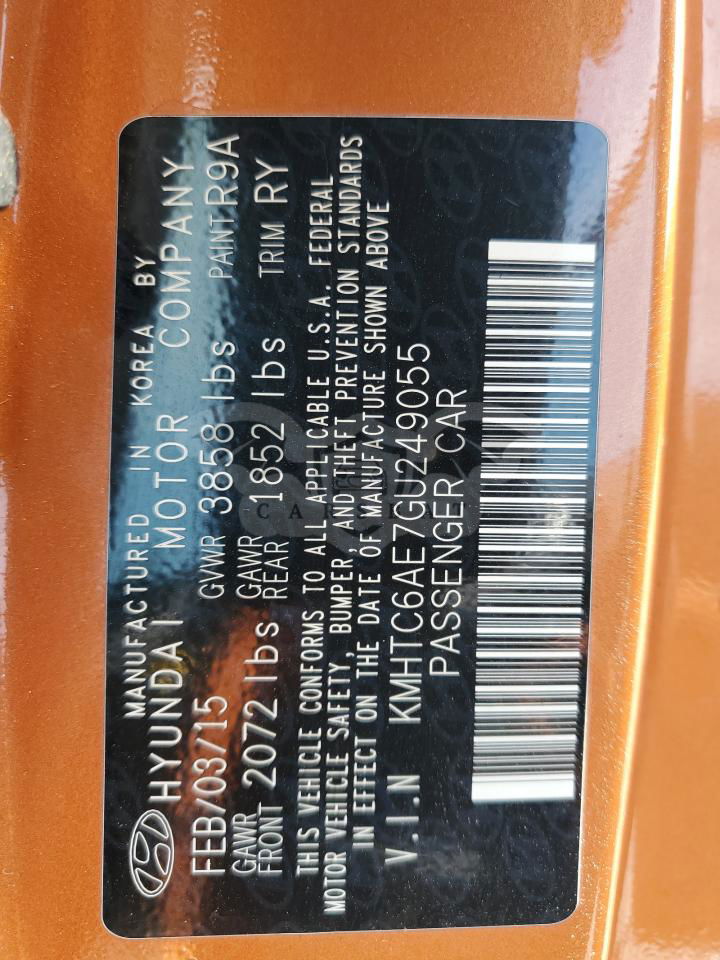 MANUFACTURED IN KOREA BY
HYUNDAI MOTOR COMPANY
FEB/03/15 GVWR 3858 lbs PAINT R9A
GAWR FRONT 2072 lbs GAWR REAR 1852 lbs TRIM RY
THIS VEHICLE CONFORMS TO ALL APPLICABLE U.S.A. FEDERAL
MOTOR VEHICLE SAFETY, BUMPER, AND THEFT PREVENTION STANDARDS
IN EFFECT ON THE DATE OF MANUFACTURE SHOWN ABOVE
V.I.N KMHTC6AE7GU249055
PASSENGER CAR